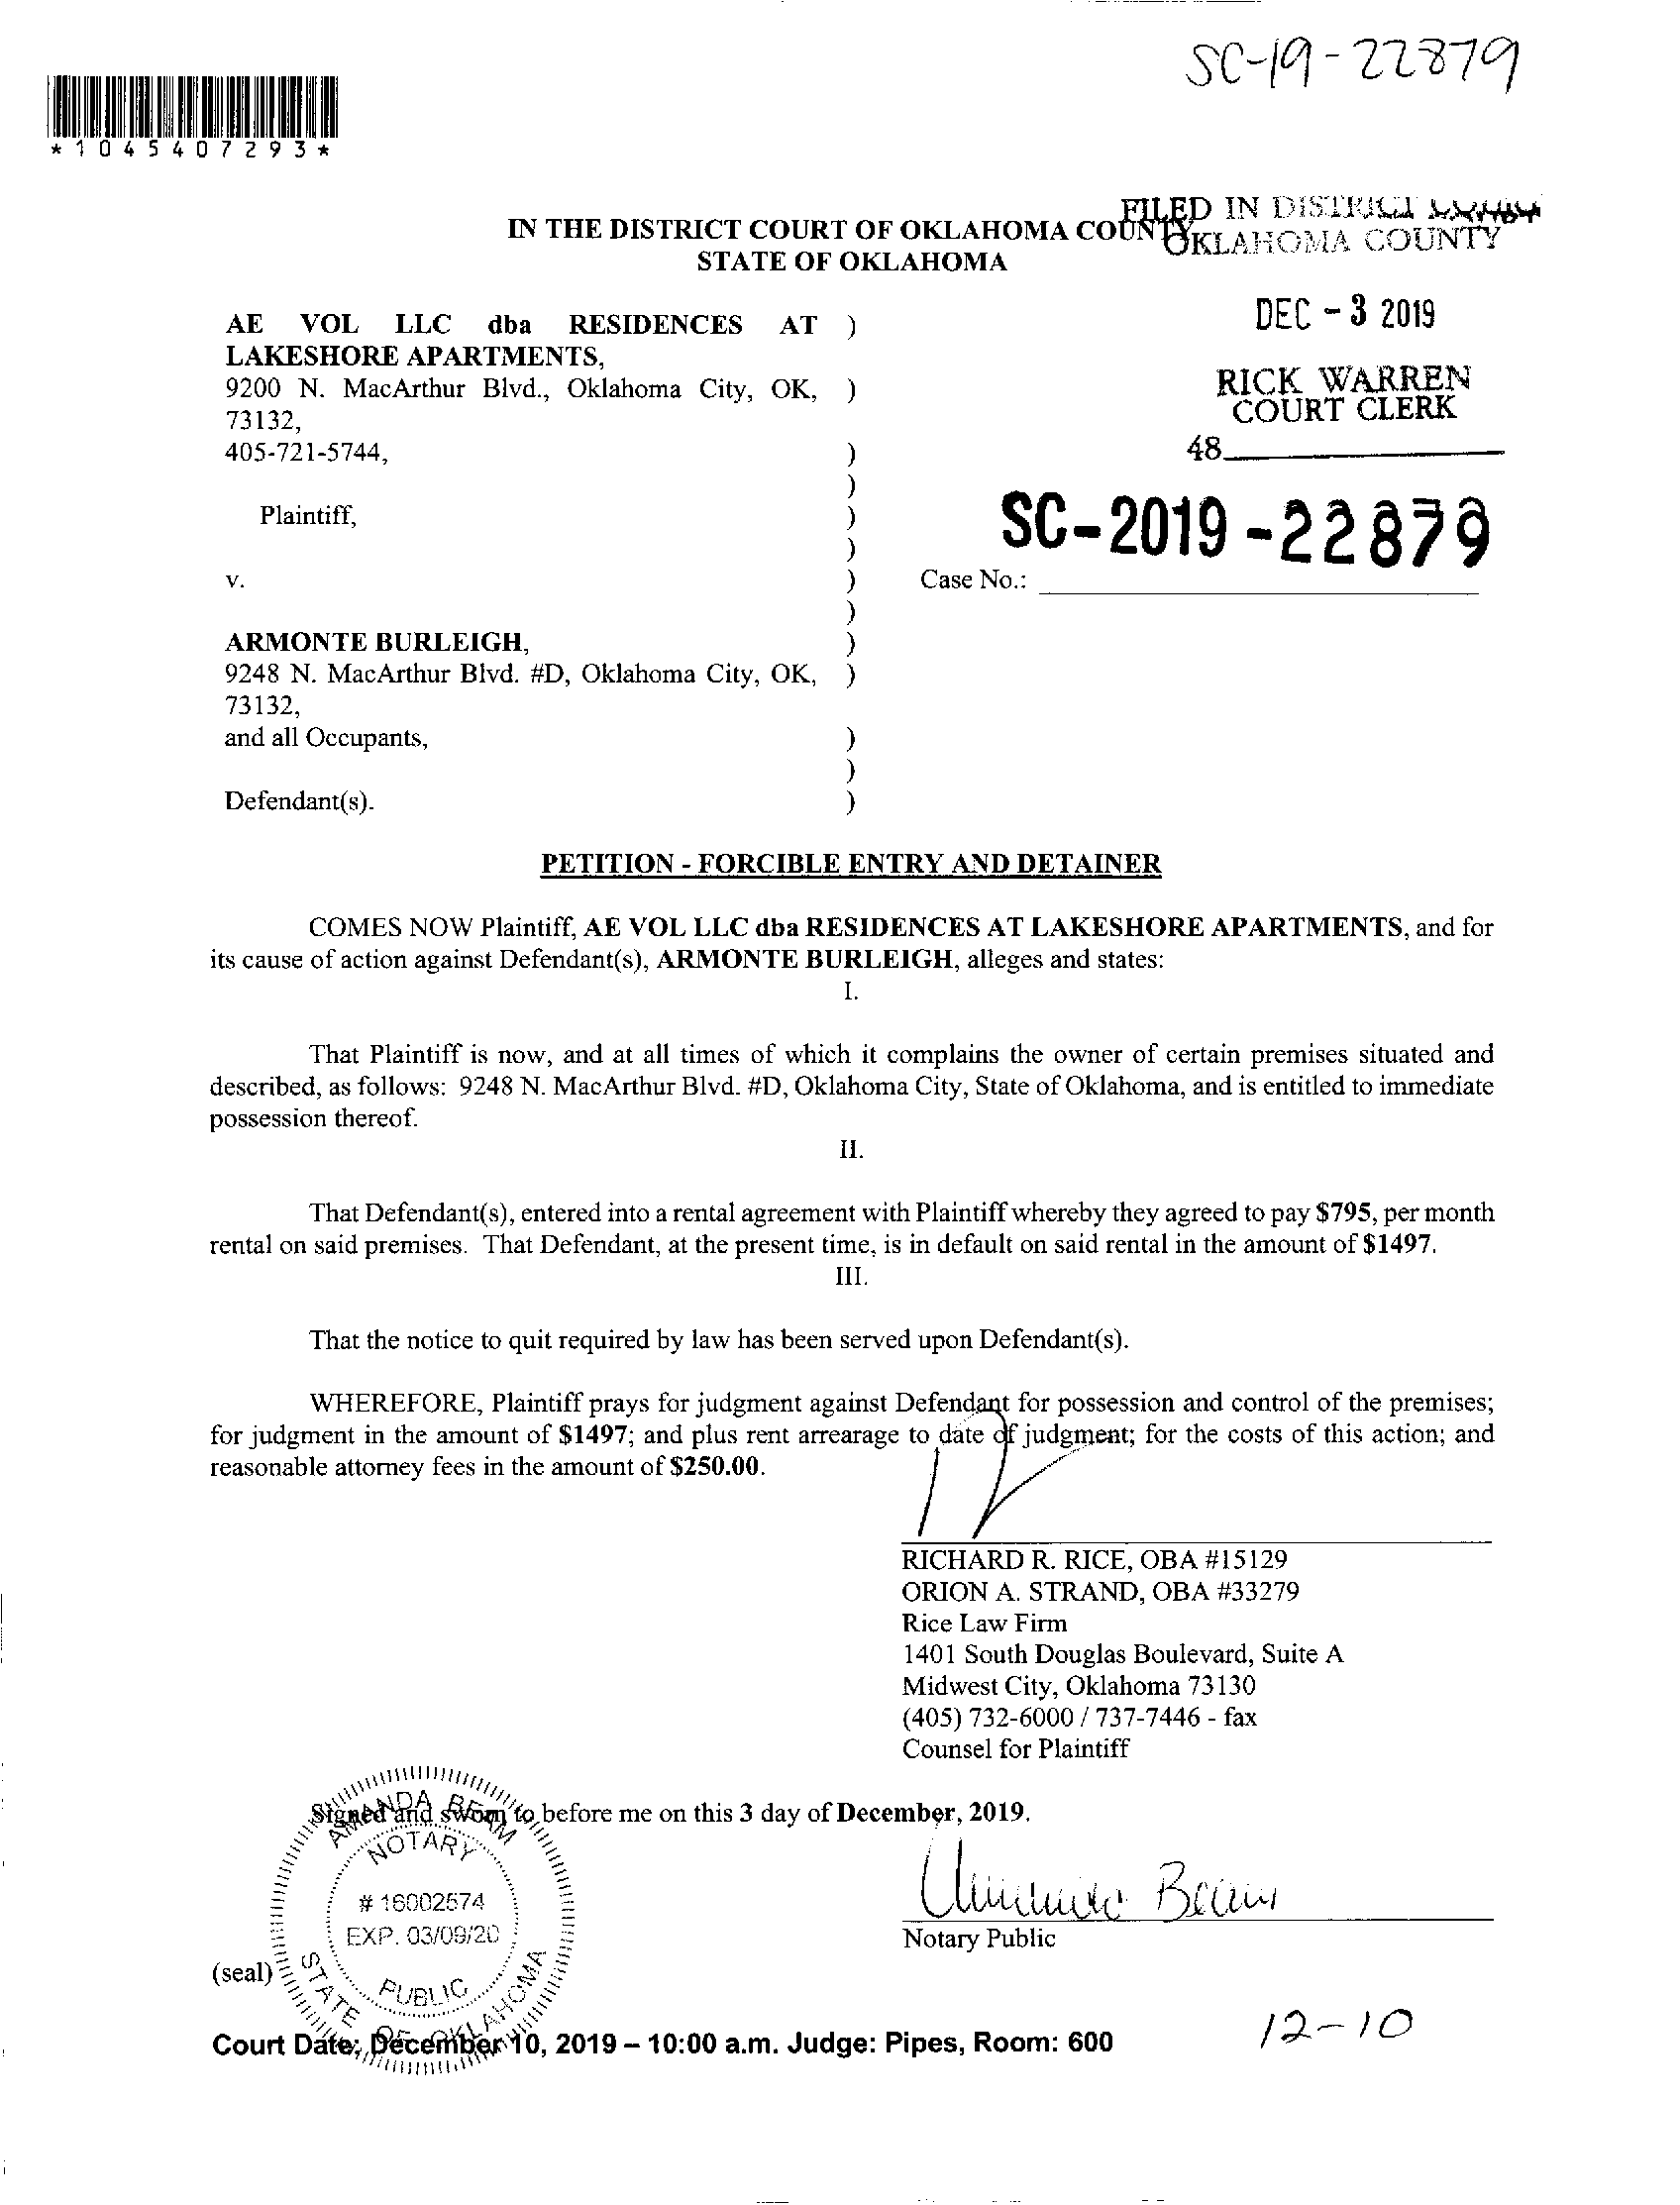 SC-19-22879
*1045407293*
FILED IN DISTRICT COURT
IN THE DISTRICT COURT OF OKLAHOMA COUNTY
OKLAHOMA COUNTY
STATE OF OKLAHOMA
DEC - 3 2019
RICK WARREN
COURT CLERK
48
SC-2019-22879
Case No.:
AE VOL LLC dba RESIDENCES AT )
LAKESHORE APARTMENTS,
9200 N. MacArthur Blvd., Oklahoma City, OK, )
73132,
405-721-5744, )
)
Plaintiff, )
)
v. )
)
ARMONTE BURLEIGH, )
9248 N. MacArthur Blvd. #D, Oklahoma City, OK, )
73132,
and all Occupants, )
)
Defendant(s). )
PETITION - FORCIBLE ENTRY AND DETAINER
COMES NOW Plaintiff, AE VOL LLC dba RESIDENCES AT LAKESHORE APARTMENTS, and for
its cause of action against Defendant(s), ARMONTE BURLEIGH, alleges and states:
I.
That Plaintiff is now, and at all times of which it complains the owner of certain premises situated and
described, as follows: 9248 N. MacArthur Blvd. #D, Oklahoma City, State of Oklahoma, and is entitled to immediate
possession thereof.
II.
That Defendant(s), entered into a rental agreement with Plaintiff whereby they agreed to pay $795, per month
rental on said premises. That Defendant, at the present time, is in default on said rental in the amount of $1497.
III.
That the notice to quit required by law has been served upon Defendant(s).
WHEREFORE, Plaintiff prays for judgment against Defendant for possession and control of the premises;
for judgment in the amount of $1497; and plus rent arrearage to date of judgment; for the costs of this action; and
reasonable attorney fees in the amount of $250.00.
RICHARD R. RICE, OBA #15129
ORION A. STRAND, OBA #33279
Rice Law Firm
1401 South Douglas Boulevard, Suite A
Midwest City, Oklahoma 73130
(405) 732-6000 / 737-7446 - fax
Counsel for Plaintiff
Signed and sworn to before me on this 3 day of December, 2019.
AMANDA BEAM
NOTARY
# 16002574
EXP. 03/09/20
PUBLIC
STATE OF OKLAHOMA
Amanda Beam
Notary Public
(seal)
Court Date: December 10, 2019 – 10:00 a.m. Judge: Pipes, Room: 600
12-10